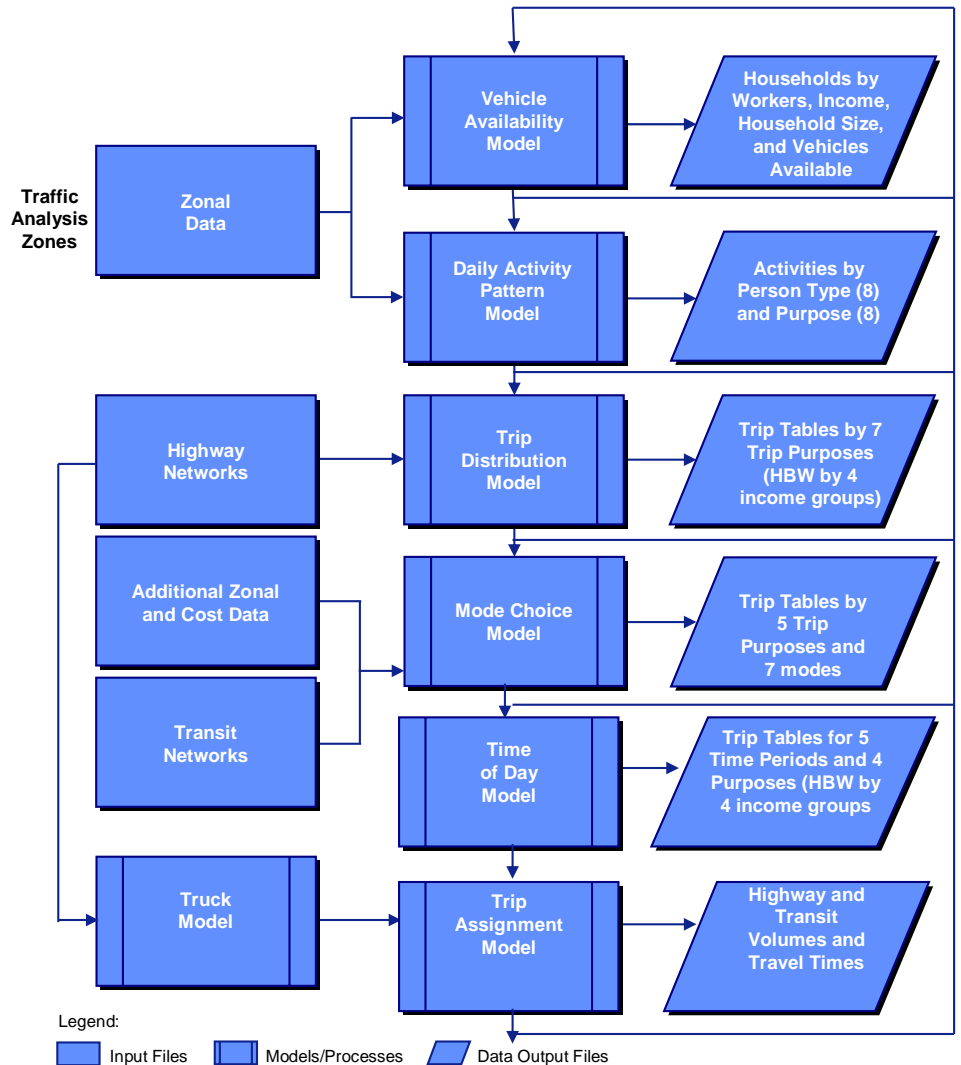 Vehicle
Availability
Model
Households by
Workers, Income,
Household Size,
and Vehicles
Available
Traffic
Analysis
Zones
Zonal
Data
Daily Activity
Pattern
Model
Activities by
Person Type (8)
and Purpose (8)
Highway
Networks
Trip
Distribution
Model
Trip Tables by 7
Trip Purposes
(HBW by 4
income groups)
Additional Zonal
and Cost Data
Mode Choice
Model
Trip Tables by
5 Trip
Purposes and
7 modes
Transit
Networks
Time
of Day
Model
Trip Tables for 5
Time Periods and 4
Purposes (HBW by
4 income groups
Truck
Model
Trip
Assignment
Model
Highway and
Transit
Volumes and
Travel Times
Legend:
Input Files
Models/Processes
Data Output Files